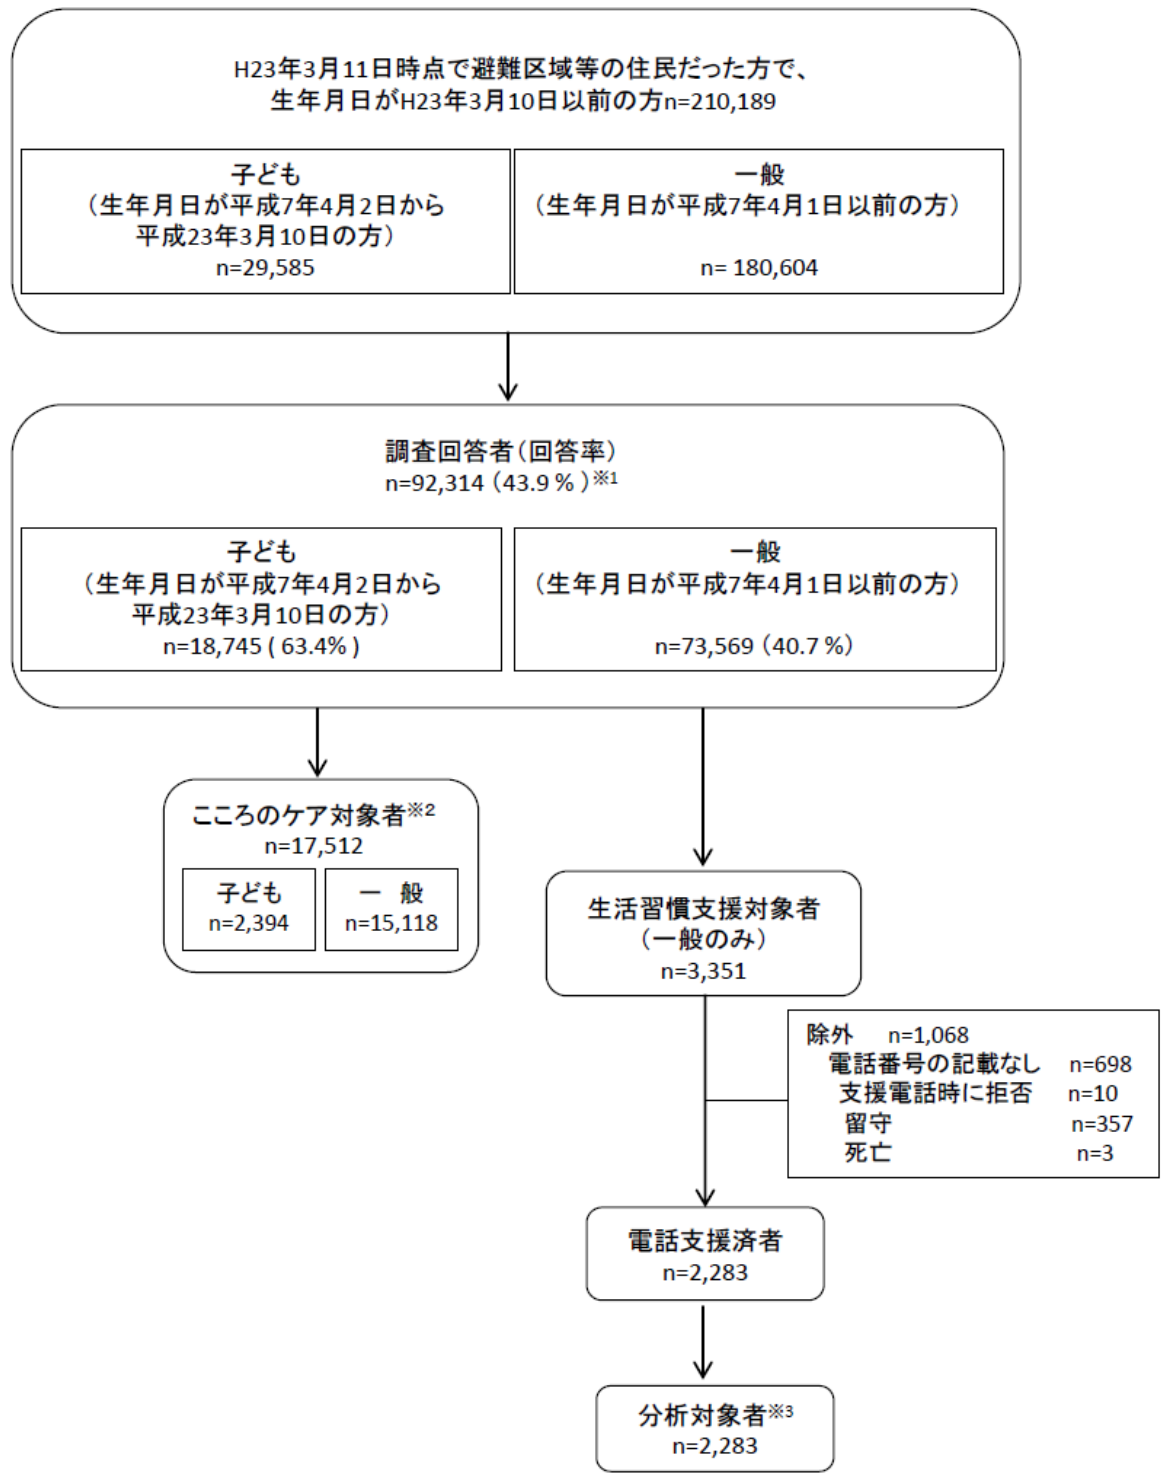 H23年3月11日時点で避難区域等の住民だった方で、
生年月日がH23年3月10日以前の方n=210,189
子ども
（生年月日が平成7年4月2日から
平成23年3月10日の方）
n=29,585
一般
（生年月日が平成7年4月1日以前の方）
n= 180,604
調査回答者（回答率）
n=92,314（43.9 % ）※1
子ども
（生年月日が平成7年4月2日から
平成23年3月10日の方）
n=18,745 ( 63.4% )
一般
（生年月日が平成7年4月1日以前の方）
n=73,569（40.7 %）
こころのケア対象者※2
n=17,512
子ども
n=2,394
一　般
n=15,118
生活習慣支援対象者
（一般のみ）
n=3,351
除外　n=1,068
電話番号の記載なし　n=698
支援電話時に拒否　n=10
留守　n=357
死亡　n=3
電話支援済者
n=2,283
分析対象者※3
n=2,283